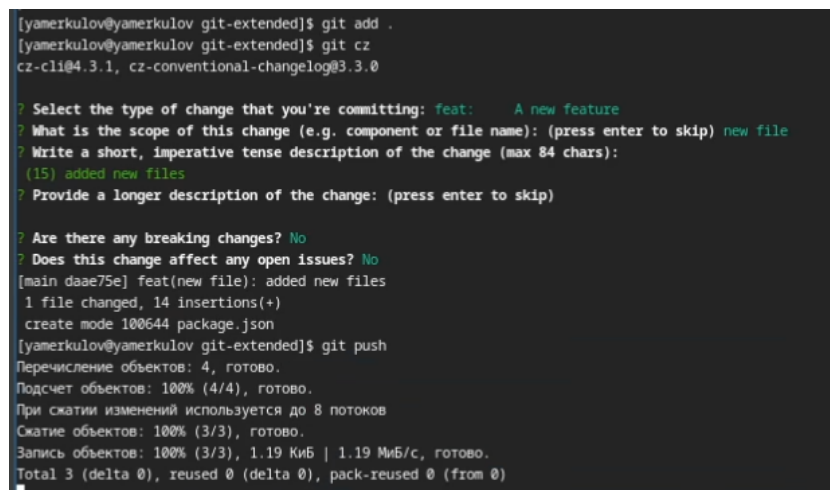 [yamerkulov@yamerkulov git-extended]$ git add .
[yamerkulov@yamerkulov git-extended]$ git cz
cz-cli@4.3.1, cz-conventional-changelog@3.3.0
? Select the type of change that you're committing: feat:     A new feature
? What is the scope of this change (e.g. component or file name): (press enter to skip) new file
? Write a short, imperative tense description of the change (max 84 chars):
(15) added new files
? Provide a longer description of the change: (press enter to skip)
? Are there any breaking changes? No
? Does this change affect any open issues? No
[main daae75e] feat(new file): added new files
1 file changed, 14 insertions(+)
create mode 100644 package.json
[yamerkulov@yamerkulov git-extended]$ git push
Перечисление объектов: 4, готово.
Подсчет объектов: 100% (4/4), готово.
При сжатии изменений используется до 8 потоков
Сжатие объектов: 100% (3/3), готово.
Запись объектов: 100% (3/3), 1.19 КиБ | 1.19 МиБ/с, готово.
Total 3 (delta 0), reused 0 (delta 0), pack-reused 0 (from 0)